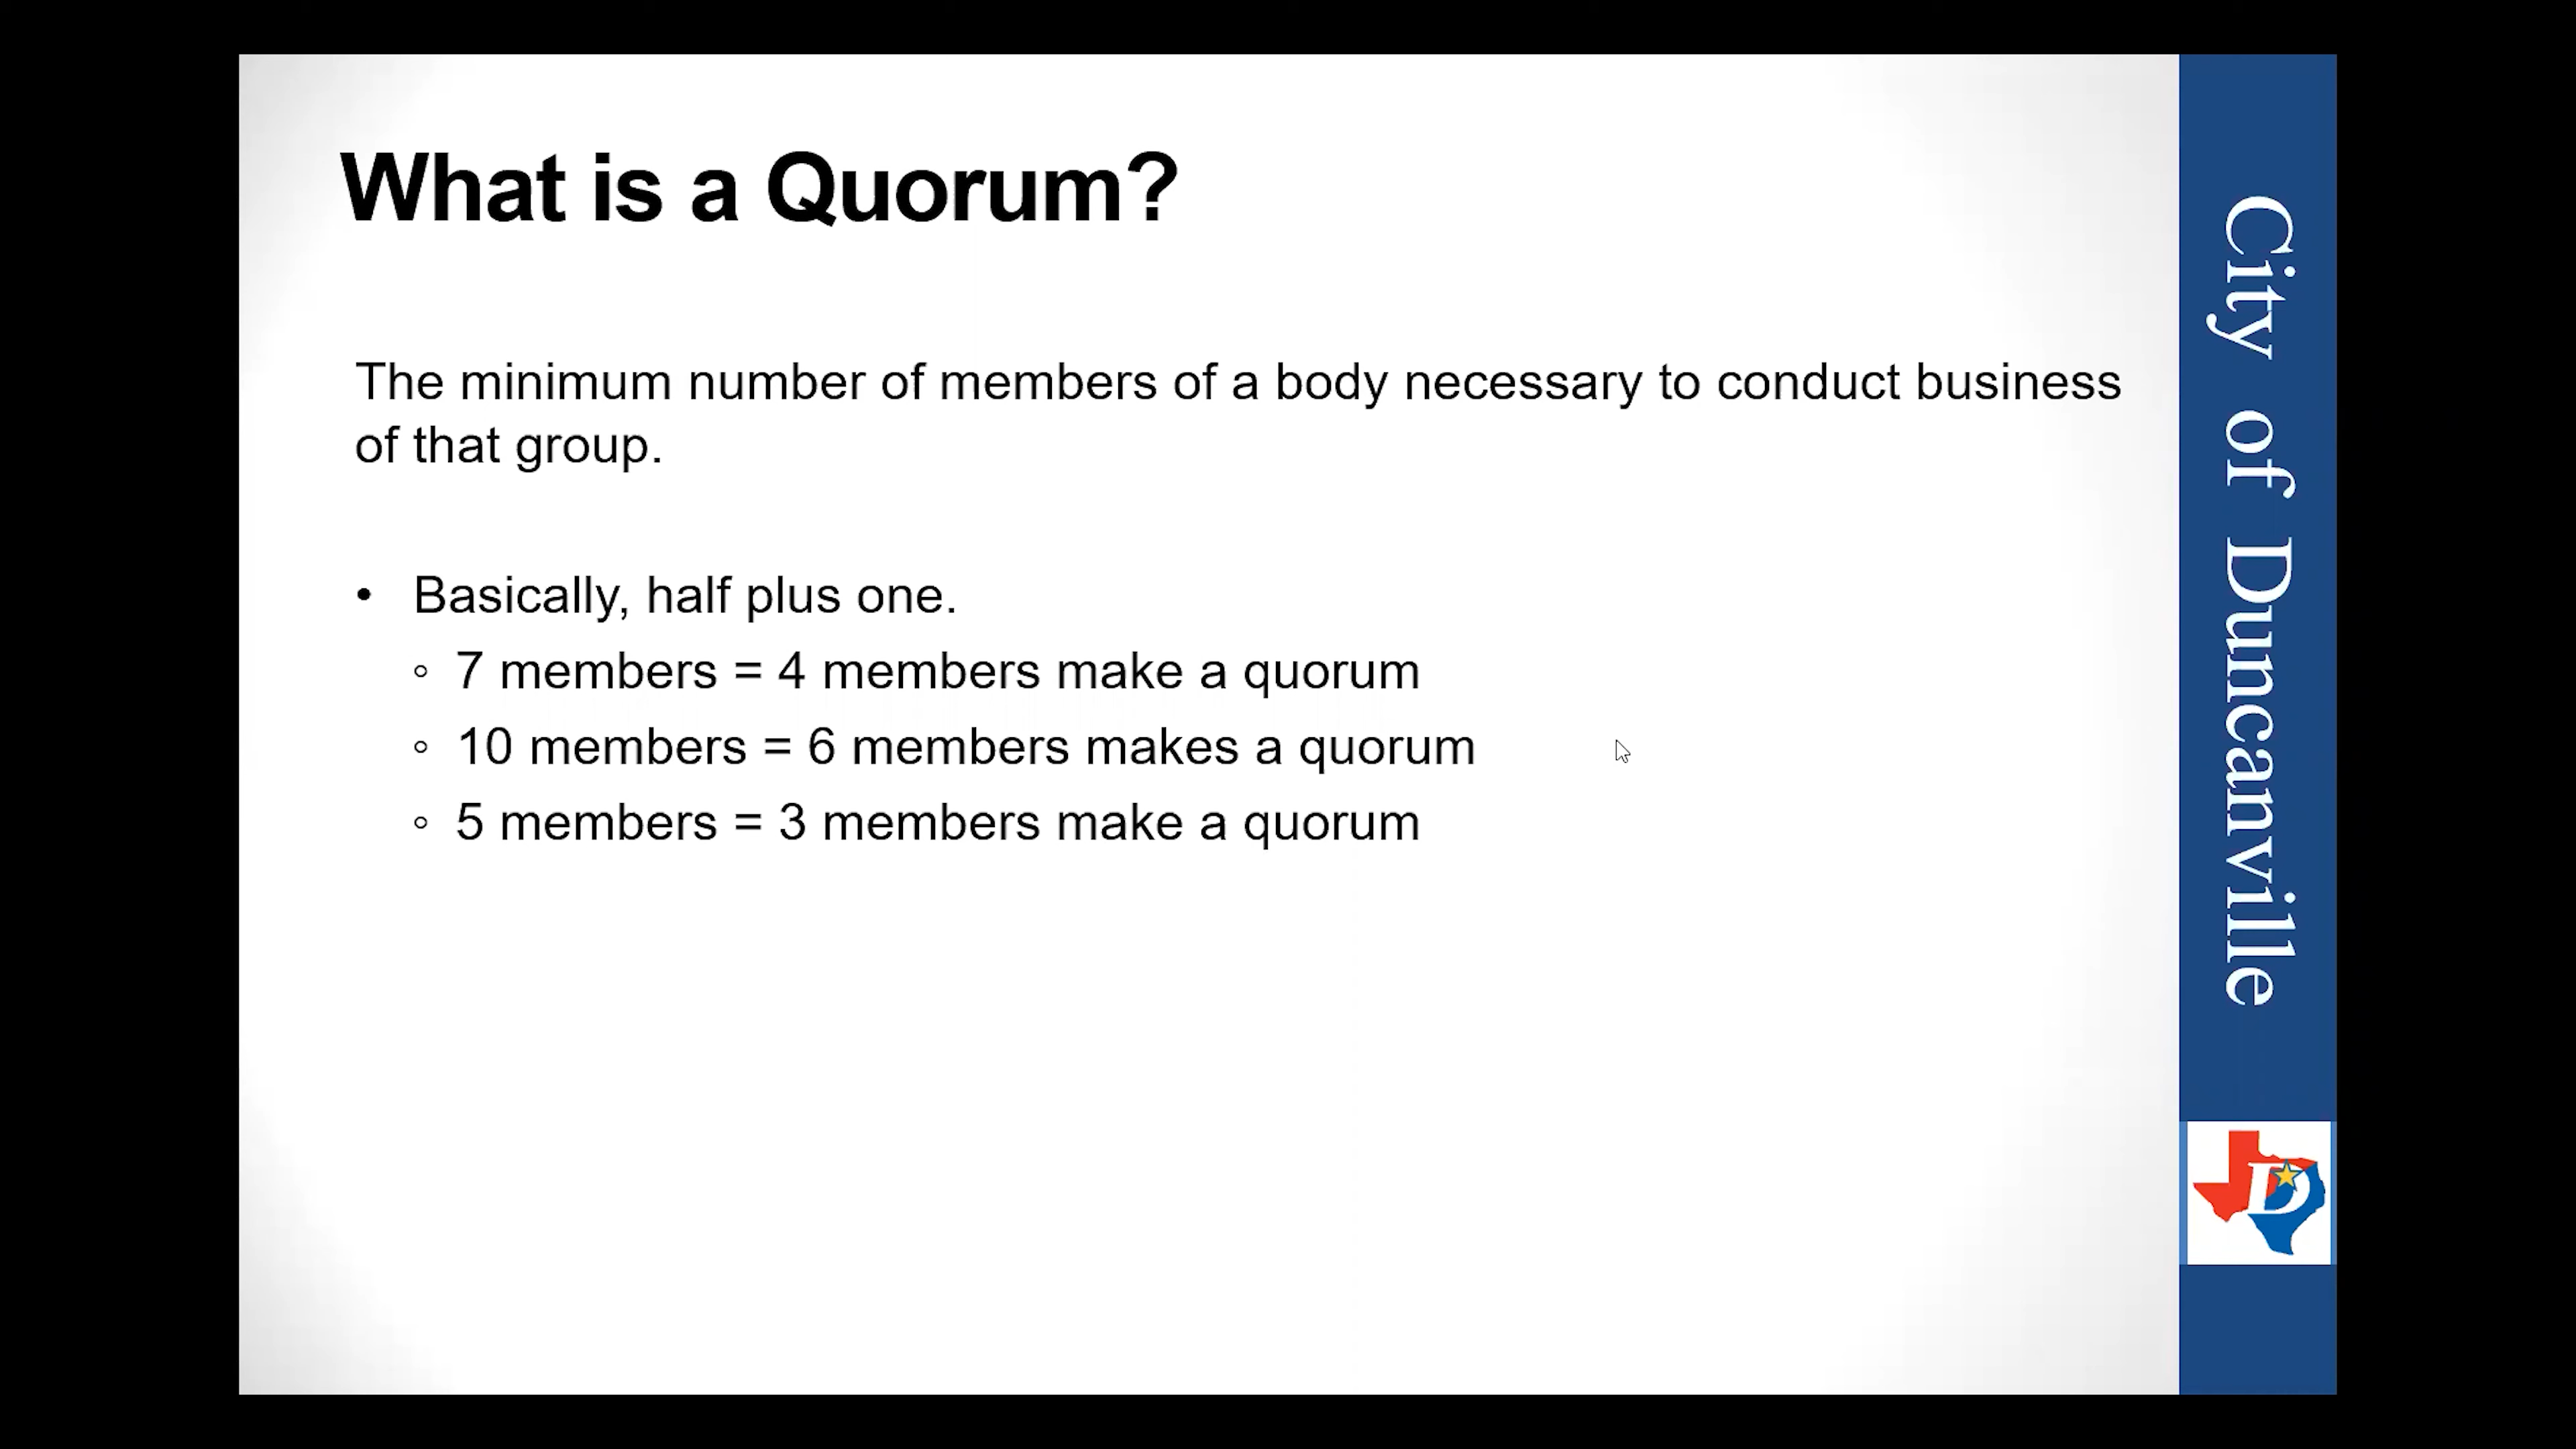 What is a Quorum?
The minimum number of members of a body necessary to conduct business
of that group.
• Basically, half plus one.
◦ 7 members = 4 members make a quorum
◦ 10 members = 6 members makes a quorum
◦ 5 members = 3 members make a quorum
City of Duncanville
D